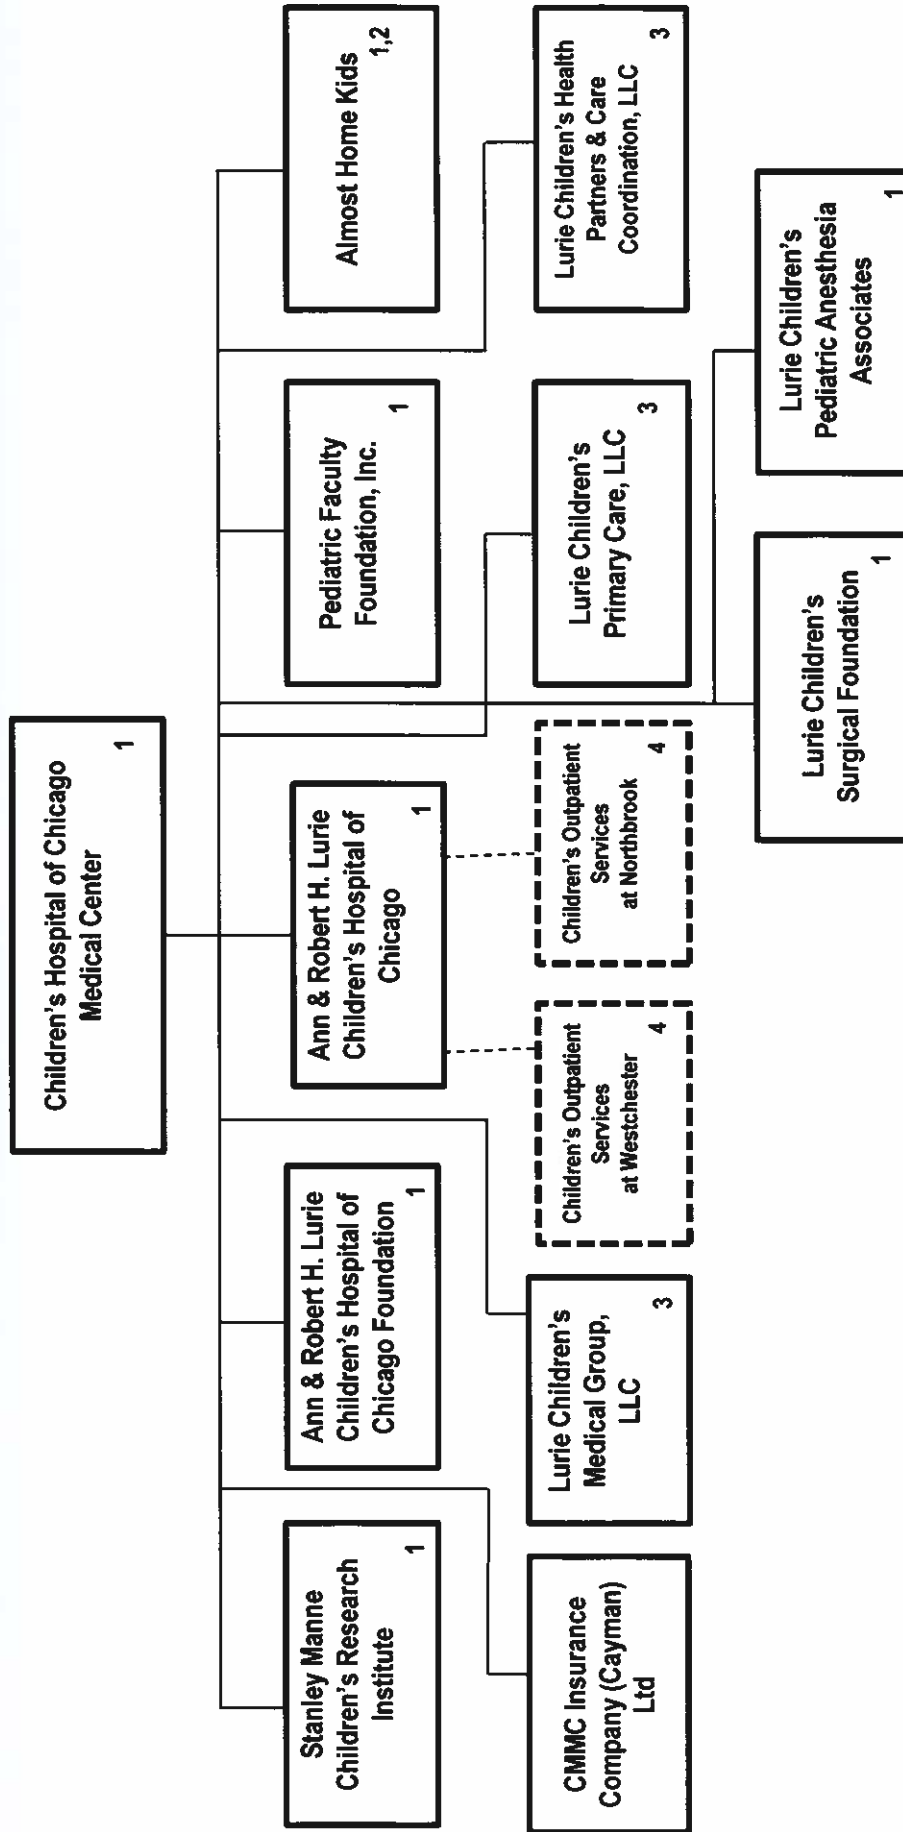 Children's Hospital of Chicago
Medical Center
1
Stanley Manne
Children's Research
Institute
1
Ann & Robert H. Lurie
Children's Hospital of
Chicago Foundation
1
Ann & Robert H. Lurie
Children's Hospital of
Chicago
1
Pediatric Faculty
Foundation, Inc.
1
Almost Home Kids
1,2
CMMC Insurance
Company (Cayman)
Ltd
Lurie Children's
Medical Group,
LLC
3
Children's Outpatient
Services
at Westchester
4
Children's Outpatient
Services
at Northbrook
4
Lurie Children's
Primary Care, LLC
3
Lurie Children's Health
Partners & Care
Coordination, LLC
3
Lurie Children's
Surgical Foundation
1
Lurie Children's
Pediatric Anesthesia
Associates
1